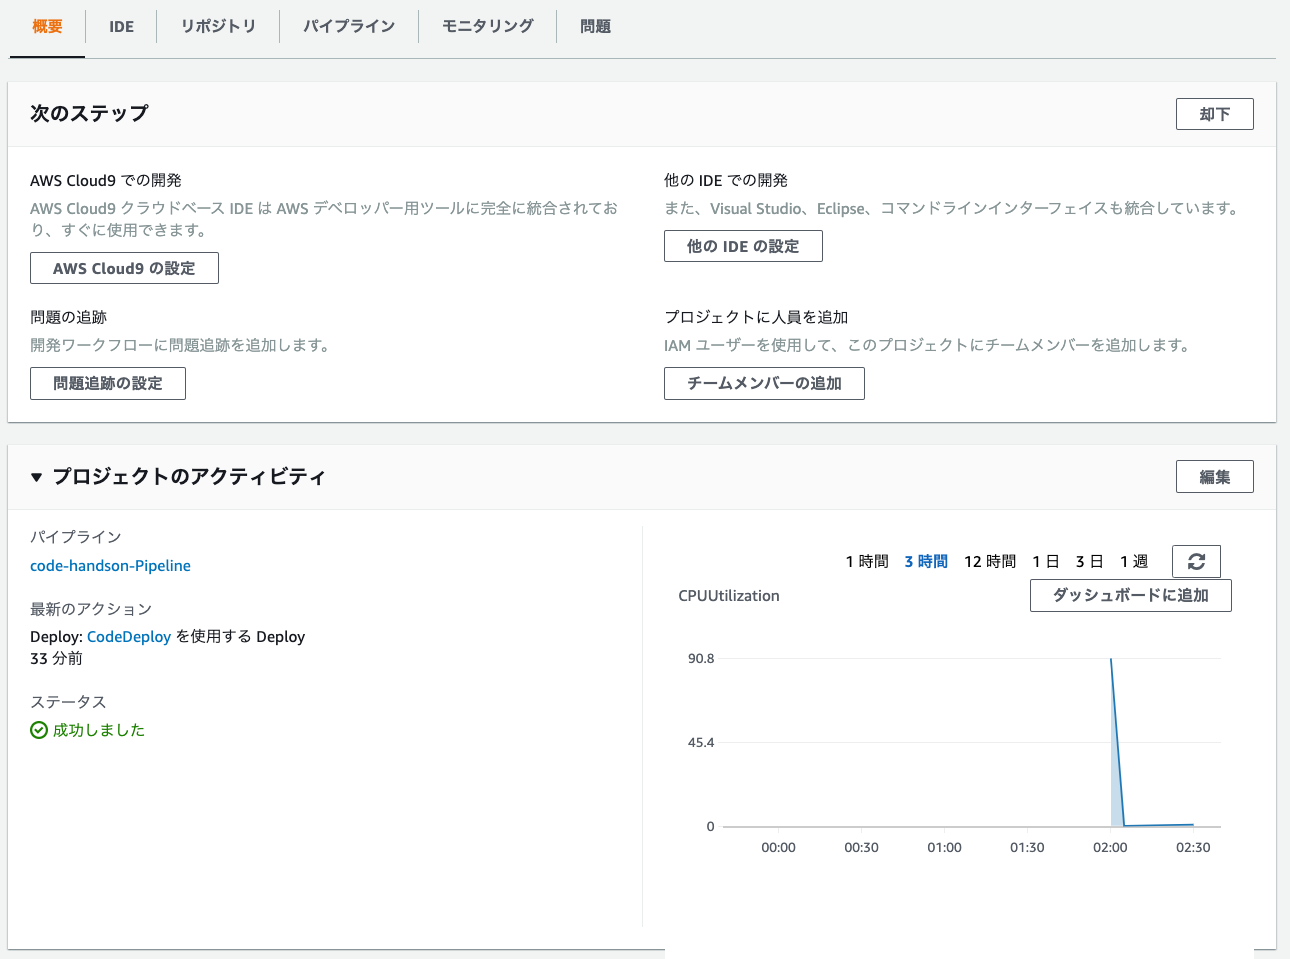 概要
IDE
リポジトリ
パイプライン
モニタリング
問題
次のステップ
却下
AWS Cloud9 での開発
AWS Cloud9 クラウドベース IDE は AWS デベロッパー用ツールに完全に統合されてお
り、すぐに使用できます。
AWS Cloud9 の設定
他の IDE での開発
また、Visual Studio、Eclipse、コマンドラインインターフェイスも統合しています。
他の IDE の設定
問題の追跡
開発ワークフローに問題追跡を追加します。
問題追跡の設定
プロジェクトに人員を追加
IAM ユーザーを使用して、このプロジェクトにチームメンバーを追加します。
チームメンバーの追加
▼ プロジェクトのアクティビティ
編集
パイプライン
code-handson-Pipeline
最新のアクション
Deploy: CodeDeploy を使用する Deploy
33 分前
ステータス
成功しました
1 時間 3 時間 12 時間 1 日 3 日 1 週
CPUUtilization
ダッシュボードに追加
90.8
45.4
0
00:00 00:30 01:00 01:30 02:00 02:30